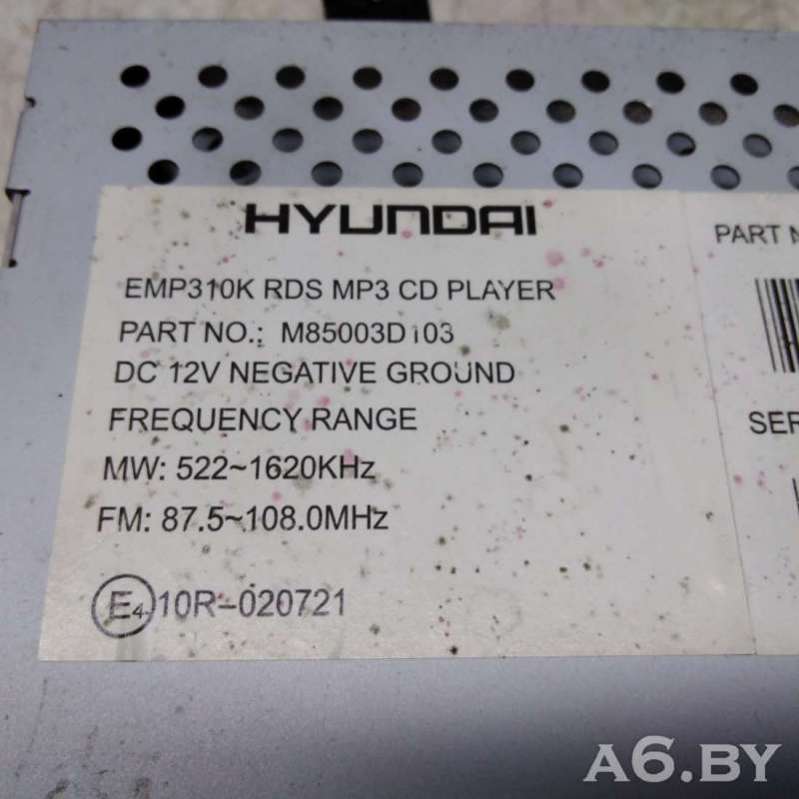 HYUNDAI
EMP310K RDS MP3 CD PLAYER
PART NO.: M85003D103
DC 12V NEGATIVE GROUND
FREQUENCY RANGE
MW: 522~1620KHz
FM: 87.5~108.0MHz
E4 10R-020721
PART N
SER
A6.BY